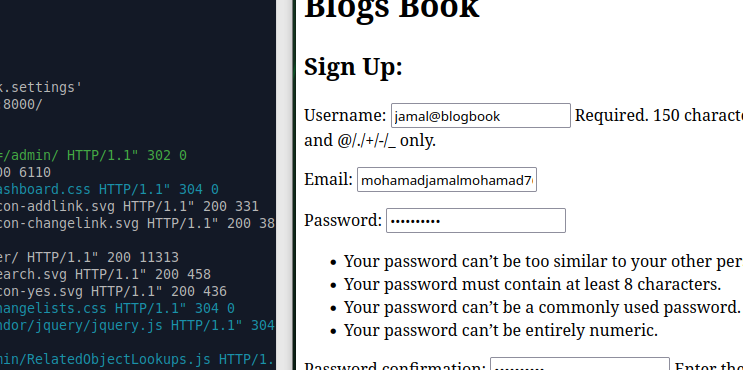 k.settings'
:8000/
=/admin/ HTTP/1.1" 302 0
00 6110
ashboard.css HTTP/1.1" 304 0
con-addlink.svg HTTP/1.1" 200 331
con-changelink.svg HTTP/1.1" 200 38
er/ HTTP/1.1" 200 11313
earch.svg HTTP/1.1" 200 458
con-yes.svg HTTP/1.1" 200 436
hangelists.css HTTP/1.1" 304 0
ndor/jquery/jquery.js HTTP/1.1" 304
min/RelatedObjectLookups.js HTTP/1.
Blogs Book
Sign Up:
Username: jamal@blogbook Required. 150 characte
and @/./+/-/_ only.
Email: mohamadjamalmohamad7
Password: ••••••••••
• Your password can’t be too similar to your other per
• Your password must contain at least 8 characters.
• Your password can’t be a commonly used password.
• Your password can’t be entirely numeric.
Password confirmation: •••••••••• Enter the